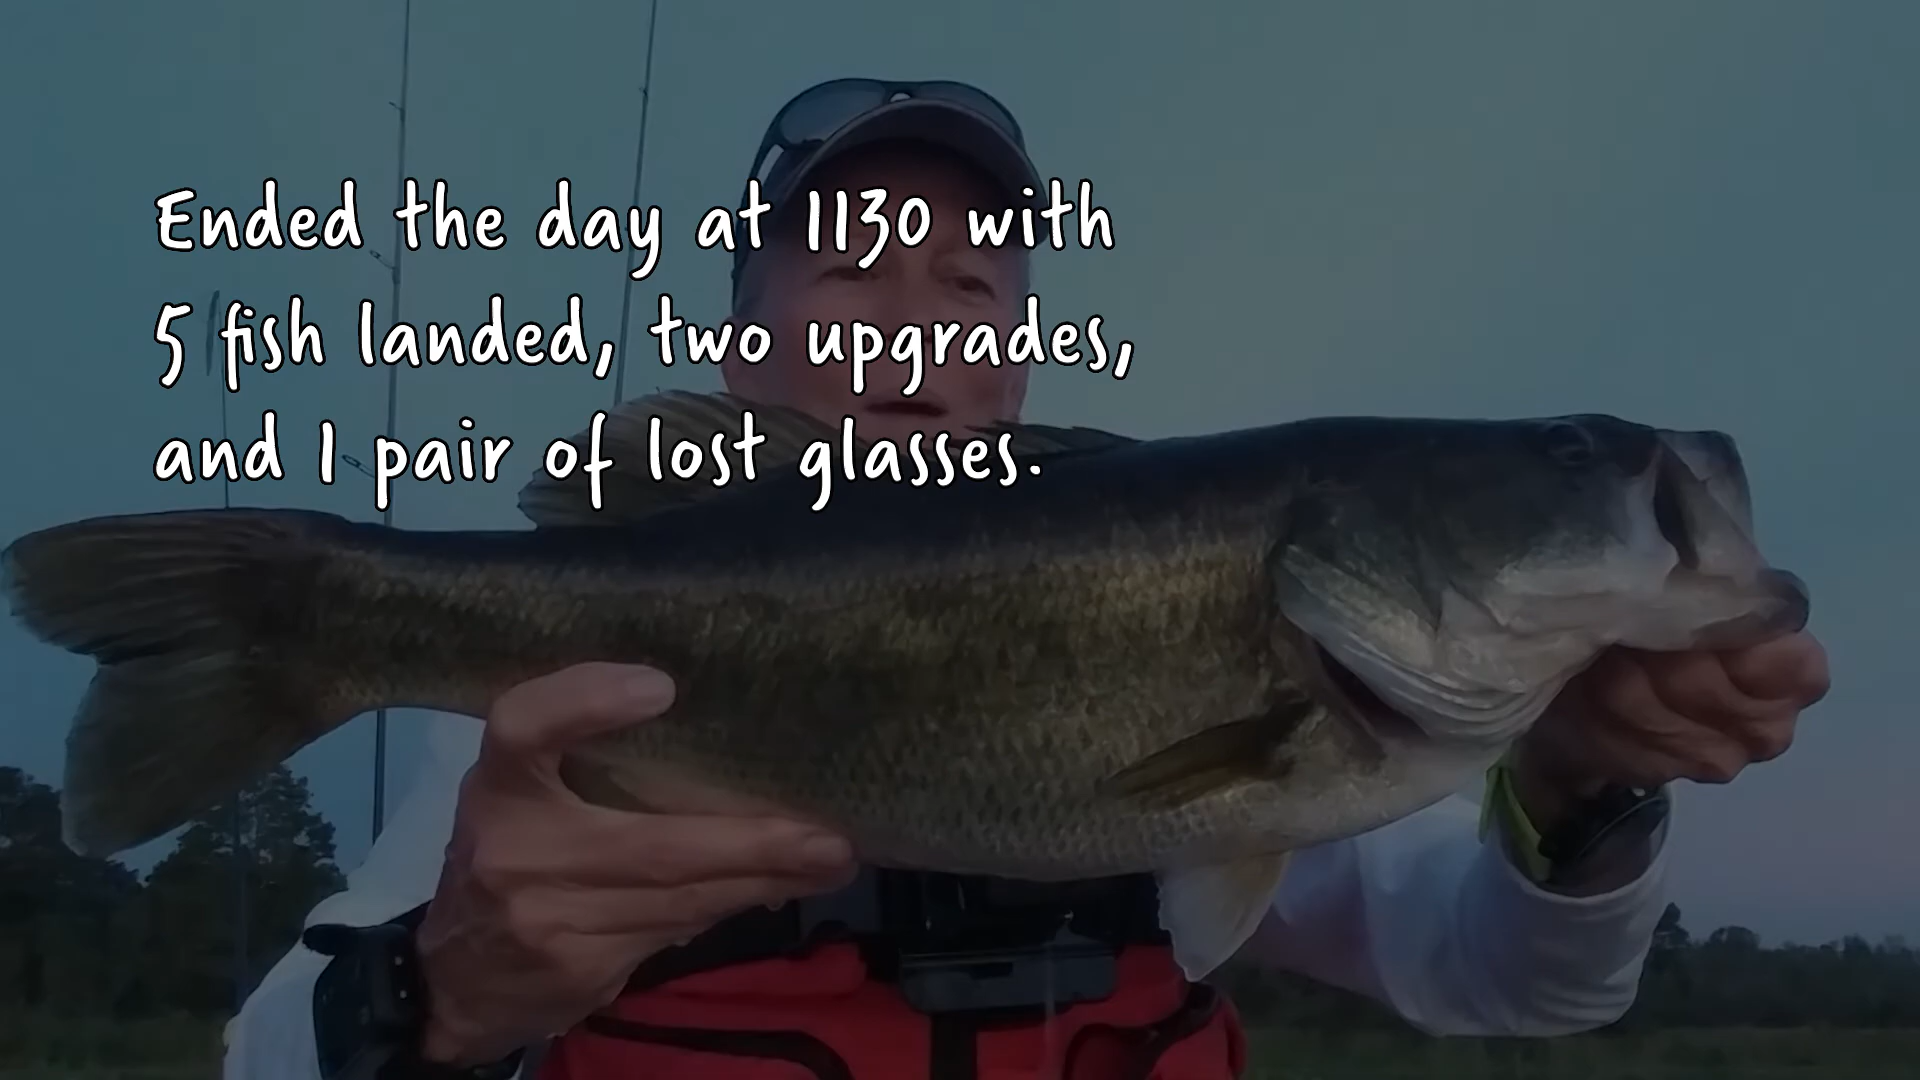 Ended the day at 1130 with
5 fish landed, two upgrades,
and 1 pair of lost glasses.